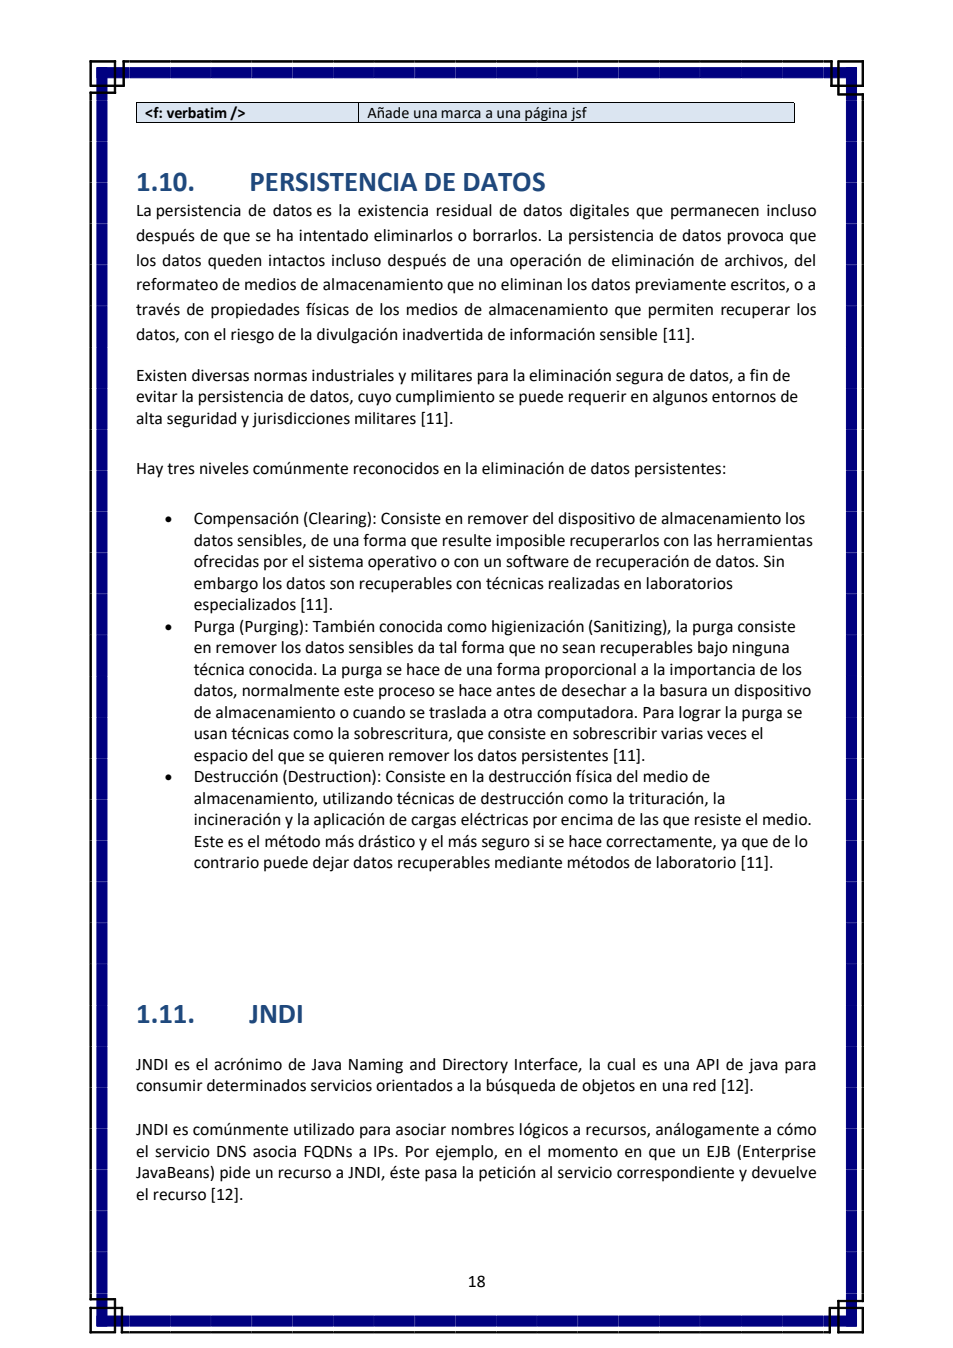 <f: verbatim /> Añade una marca a una página jsf
1.10. PERSISTENCIA DE DATOS
La persistencia de datos es la existencia residual de datos digitales que permanecen incluso
después de que se ha intentado eliminarlos o borrarlos. La persistencia de datos provoca que
los datos queden intactos incluso después de una operación de eliminación de archivos, del
reformateo de medios de almacenamiento que no eliminan los datos previamente escritos, o a
través de propiedades físicas de los medios de almacenamiento que permiten recuperar los
datos, con el riesgo de la divulgación inadvertida de información sensible [11].
Existen diversas normas industriales y militares para la eliminación segura de datos, a fin de
evitar la persistencia de datos, cuyo cumplimiento se puede requerir en algunos entornos de
alta seguridad y jurisdicciones militares [11].
Hay tres niveles comúnmente reconocidos en la eliminación de datos persistentes:
• Compensación (Clearing): Consiste en remover del dispositivo de almacenamiento los
datos sensibles, de una forma que resulte imposible recuperarlos con las herramientas
ofrecidas por el sistema operativo o con un software de recuperación de datos. Sin
embargo los datos son recuperables con técnicas realizadas en laboratorios
especializados [11].
• Purga (Purging): También conocida como higienización (Sanitizing), la purga consiste
en remover los datos sensibles da tal forma que no sean recuperables bajo ninguna
técnica conocida. La purga se hace de una forma proporcional a la importancia de los
datos, normalmente este proceso se hace antes de desechar a la basura un dispositivo
de almacenamiento o cuando se traslada a otra computadora. Para lograr la purga se
usan técnicas como la sobrescritura, que consiste en sobrescribir varias veces el
espacio del que se quieren remover los datos persistentes [11].
• Destrucción (Destruction): Consiste en la destrucción física del medio de
almacenamiento, utilizando técnicas de destrucción como la trituración, la
incineración y la aplicación de cargas eléctricas por encima de las que resiste el medio.
Este es el método más drástico y el más seguro si se hace correctamente, ya que de lo
contrario puede dejar datos recuperables mediante métodos de laboratorio [11].
1.11. JNDI
JNDI es el acrónimo de Java Naming and Directory Interface, la cual es una API de java para
consumir determinados servicios orientados a la búsqueda de objetos en una red [12].
JNDI es comúnmente utilizado para asociar nombres lógicos a recursos, análogamente a cómo
el servicio DNS asocia FQDNs a IPs. Por ejemplo, en el momento en que un EJB (Enterprise
JavaBeans) pide un recurso a JNDI, éste pasa la petición al servicio correspondiente y devuelve
el recurso [12].
18